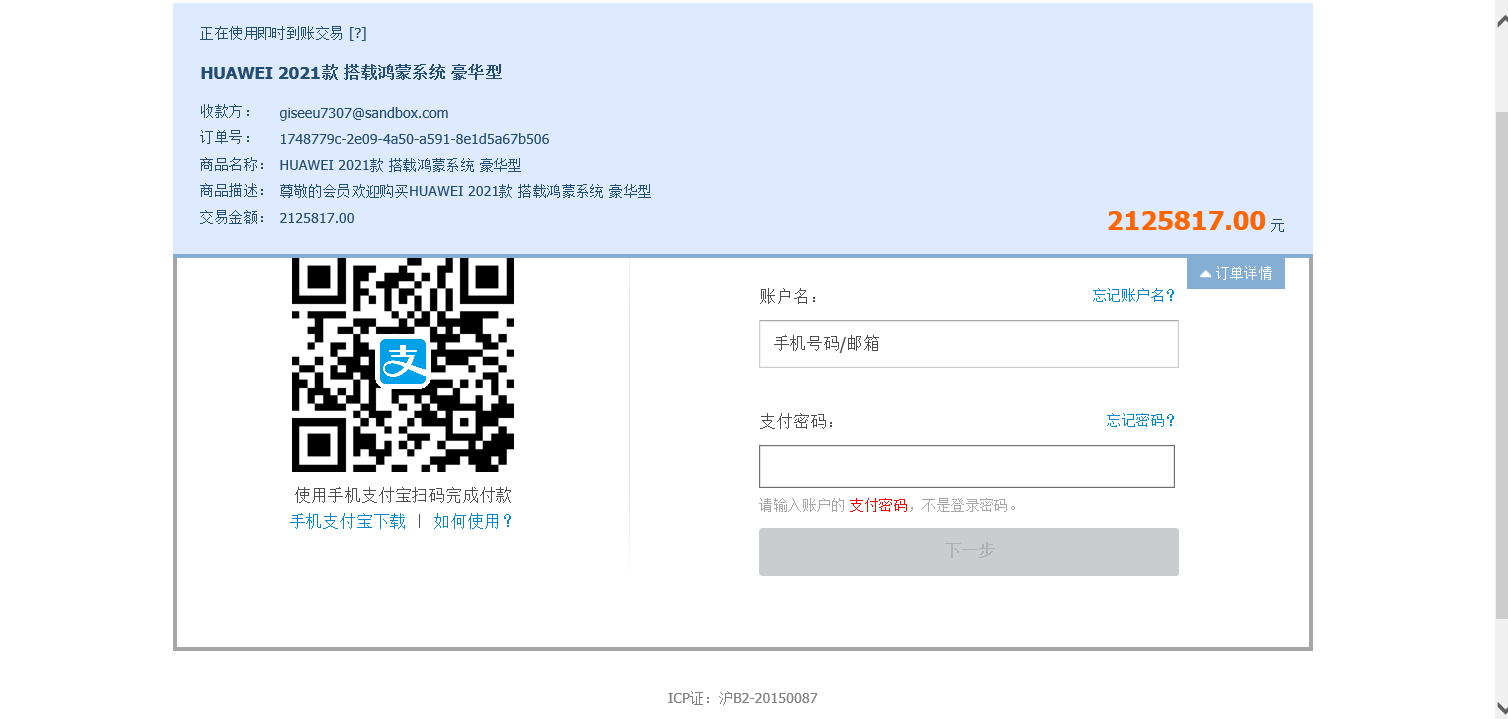 正在使用即时到账交易 [?]
HUAWEI 2021款 搭载鸿蒙系统 豪华型
收款方： giseeu7307@sandbox.com
订单号： 1748779c-2e09-4a50-a591-8e1d5a67b506
商品名称： HUAWEI 2021款 搭载鸿蒙系统 豪华型
商品描述： 尊敬的会员欢迎购买HUAWEI 2021款 搭载鸿蒙系统 豪华型
交易金额： 2125817.00
2125817.00 元
订单详情
支
使用手机支付宝扫码完成付款
手机支付宝下载 | 如何使用？
账户名： 忘记账户名？
手机号码/邮箱
支付密码： 忘记密码？
请输入账户的 支付密码，不是登录密码。
下一步
ICP证：沪B2-20150087